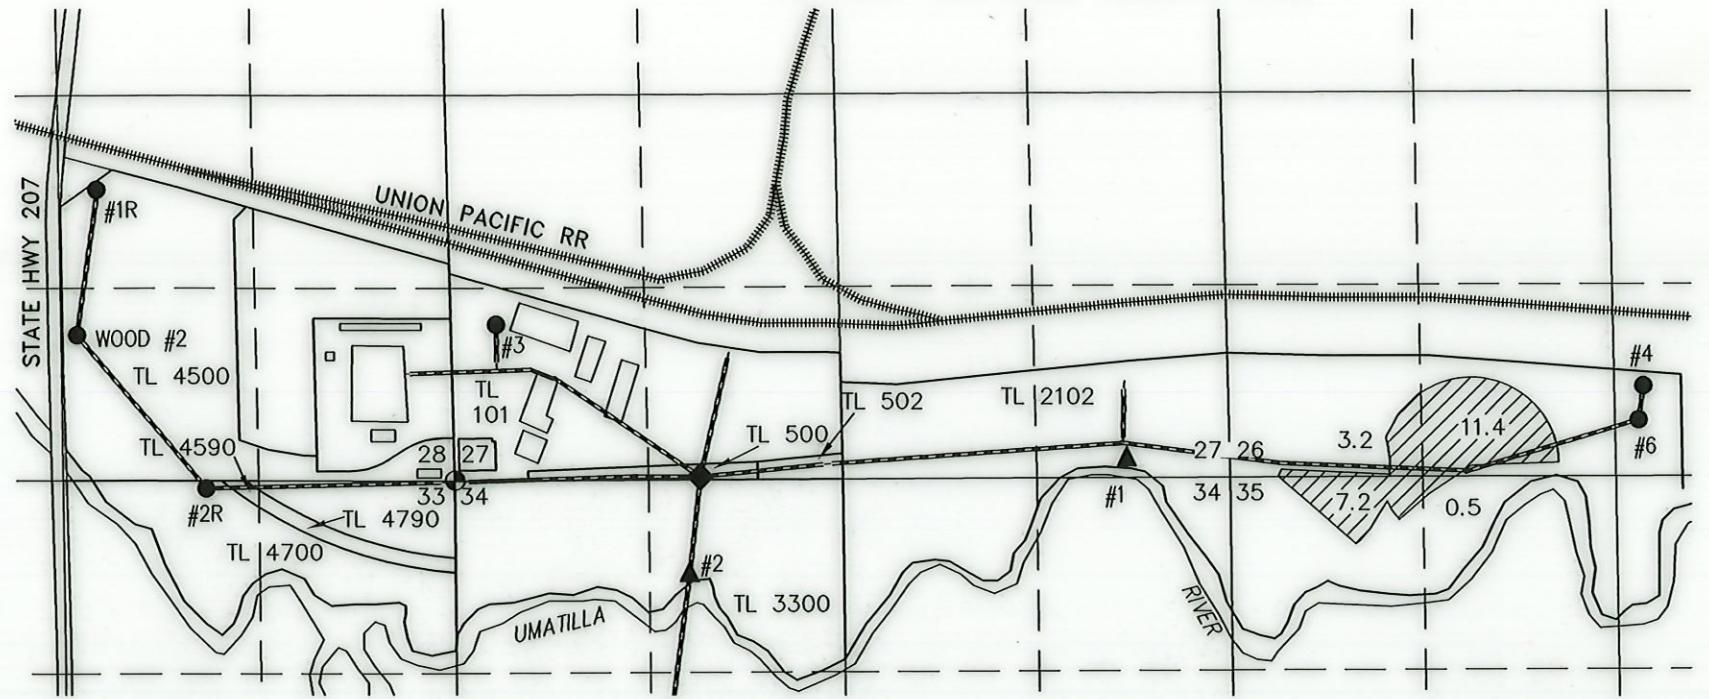 STATE HWY 207
UNION PACIFIC RR
#1R
WOOD #2
TL 4500
#3
TL
101
TL 502
TL 2102
#4
#6
TL 500
TL 4590
28 27
33 34
27 26
34 35
3.2
11.4
7.2
0.5
#1
#2R
TL 4790
TL 4700
#2
TL 3300
UMATILLA
RIVER